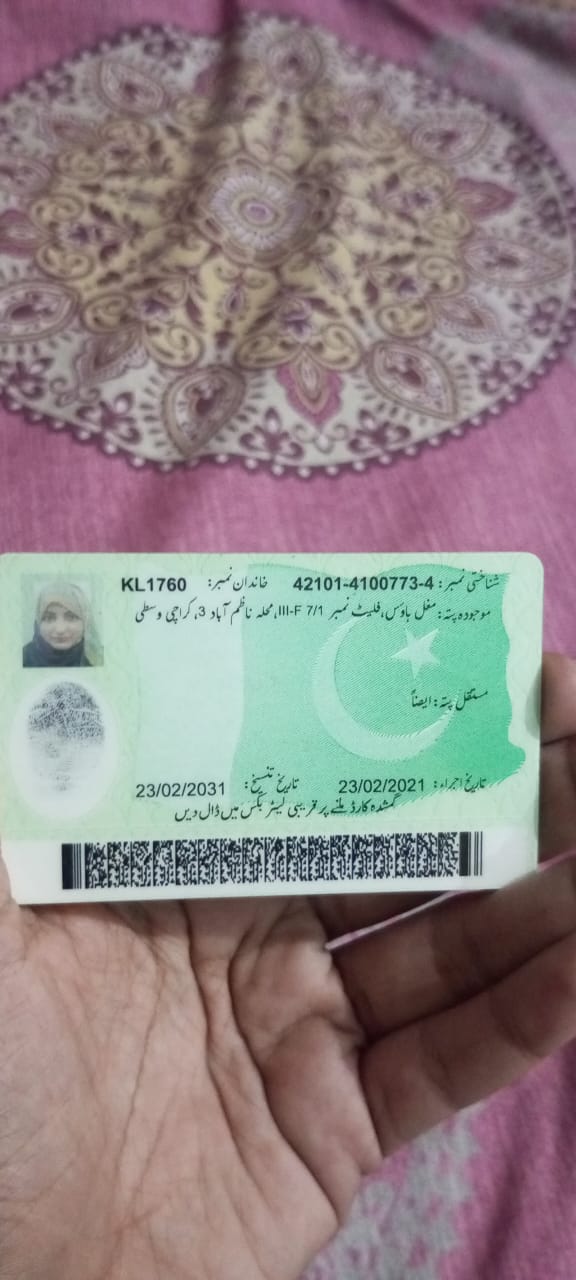 شناختی نمبر: 42101-4100773-4 خاندان نمبر: KL1760
موجودہ پتہ: مغل ہاؤس، فلیٹ نمبر III-F 7/1، محلہ ناظم آباد 3، کراچی وسطی
مستقل پتہ: ایضاً
تاریخ اجراء: 23/02/2021 تاریخ تنسیخ: 23/02/2031
گمشدہ کارڈ ملنے پر قریبی لیٹر بکس میں ڈال دیں